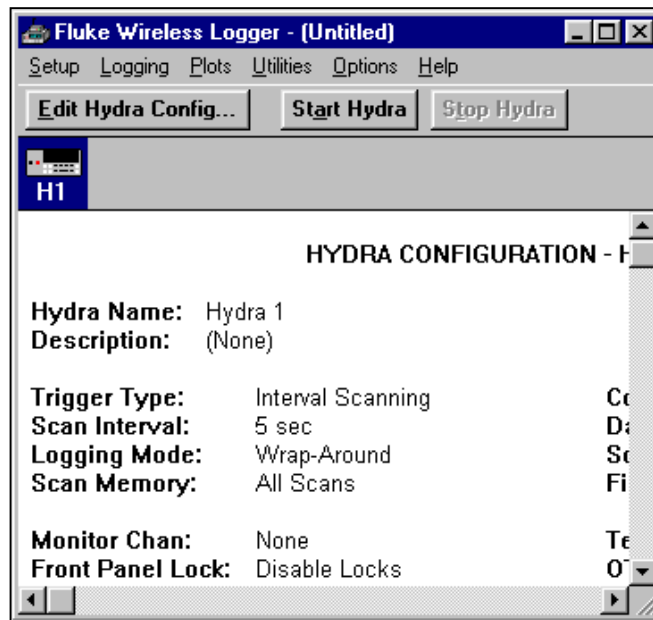 Fluke Wireless Logger - (Untitled)
Setup Logging Plots Utilities Options Help
Edit Hydra Config... Start Hydra Stop Hydra
H1
HYDRA CONFIGURATION - H
Hydra Name: Hydra 1
Description: (None)
Trigger Type: Interval Scanning
Scan Interval: 5 sec
Logging Mode: Wrap-Around
Scan Memory: All Scans Fi
Monitor Chan: None Te
Front Panel Lock: Disable Locks